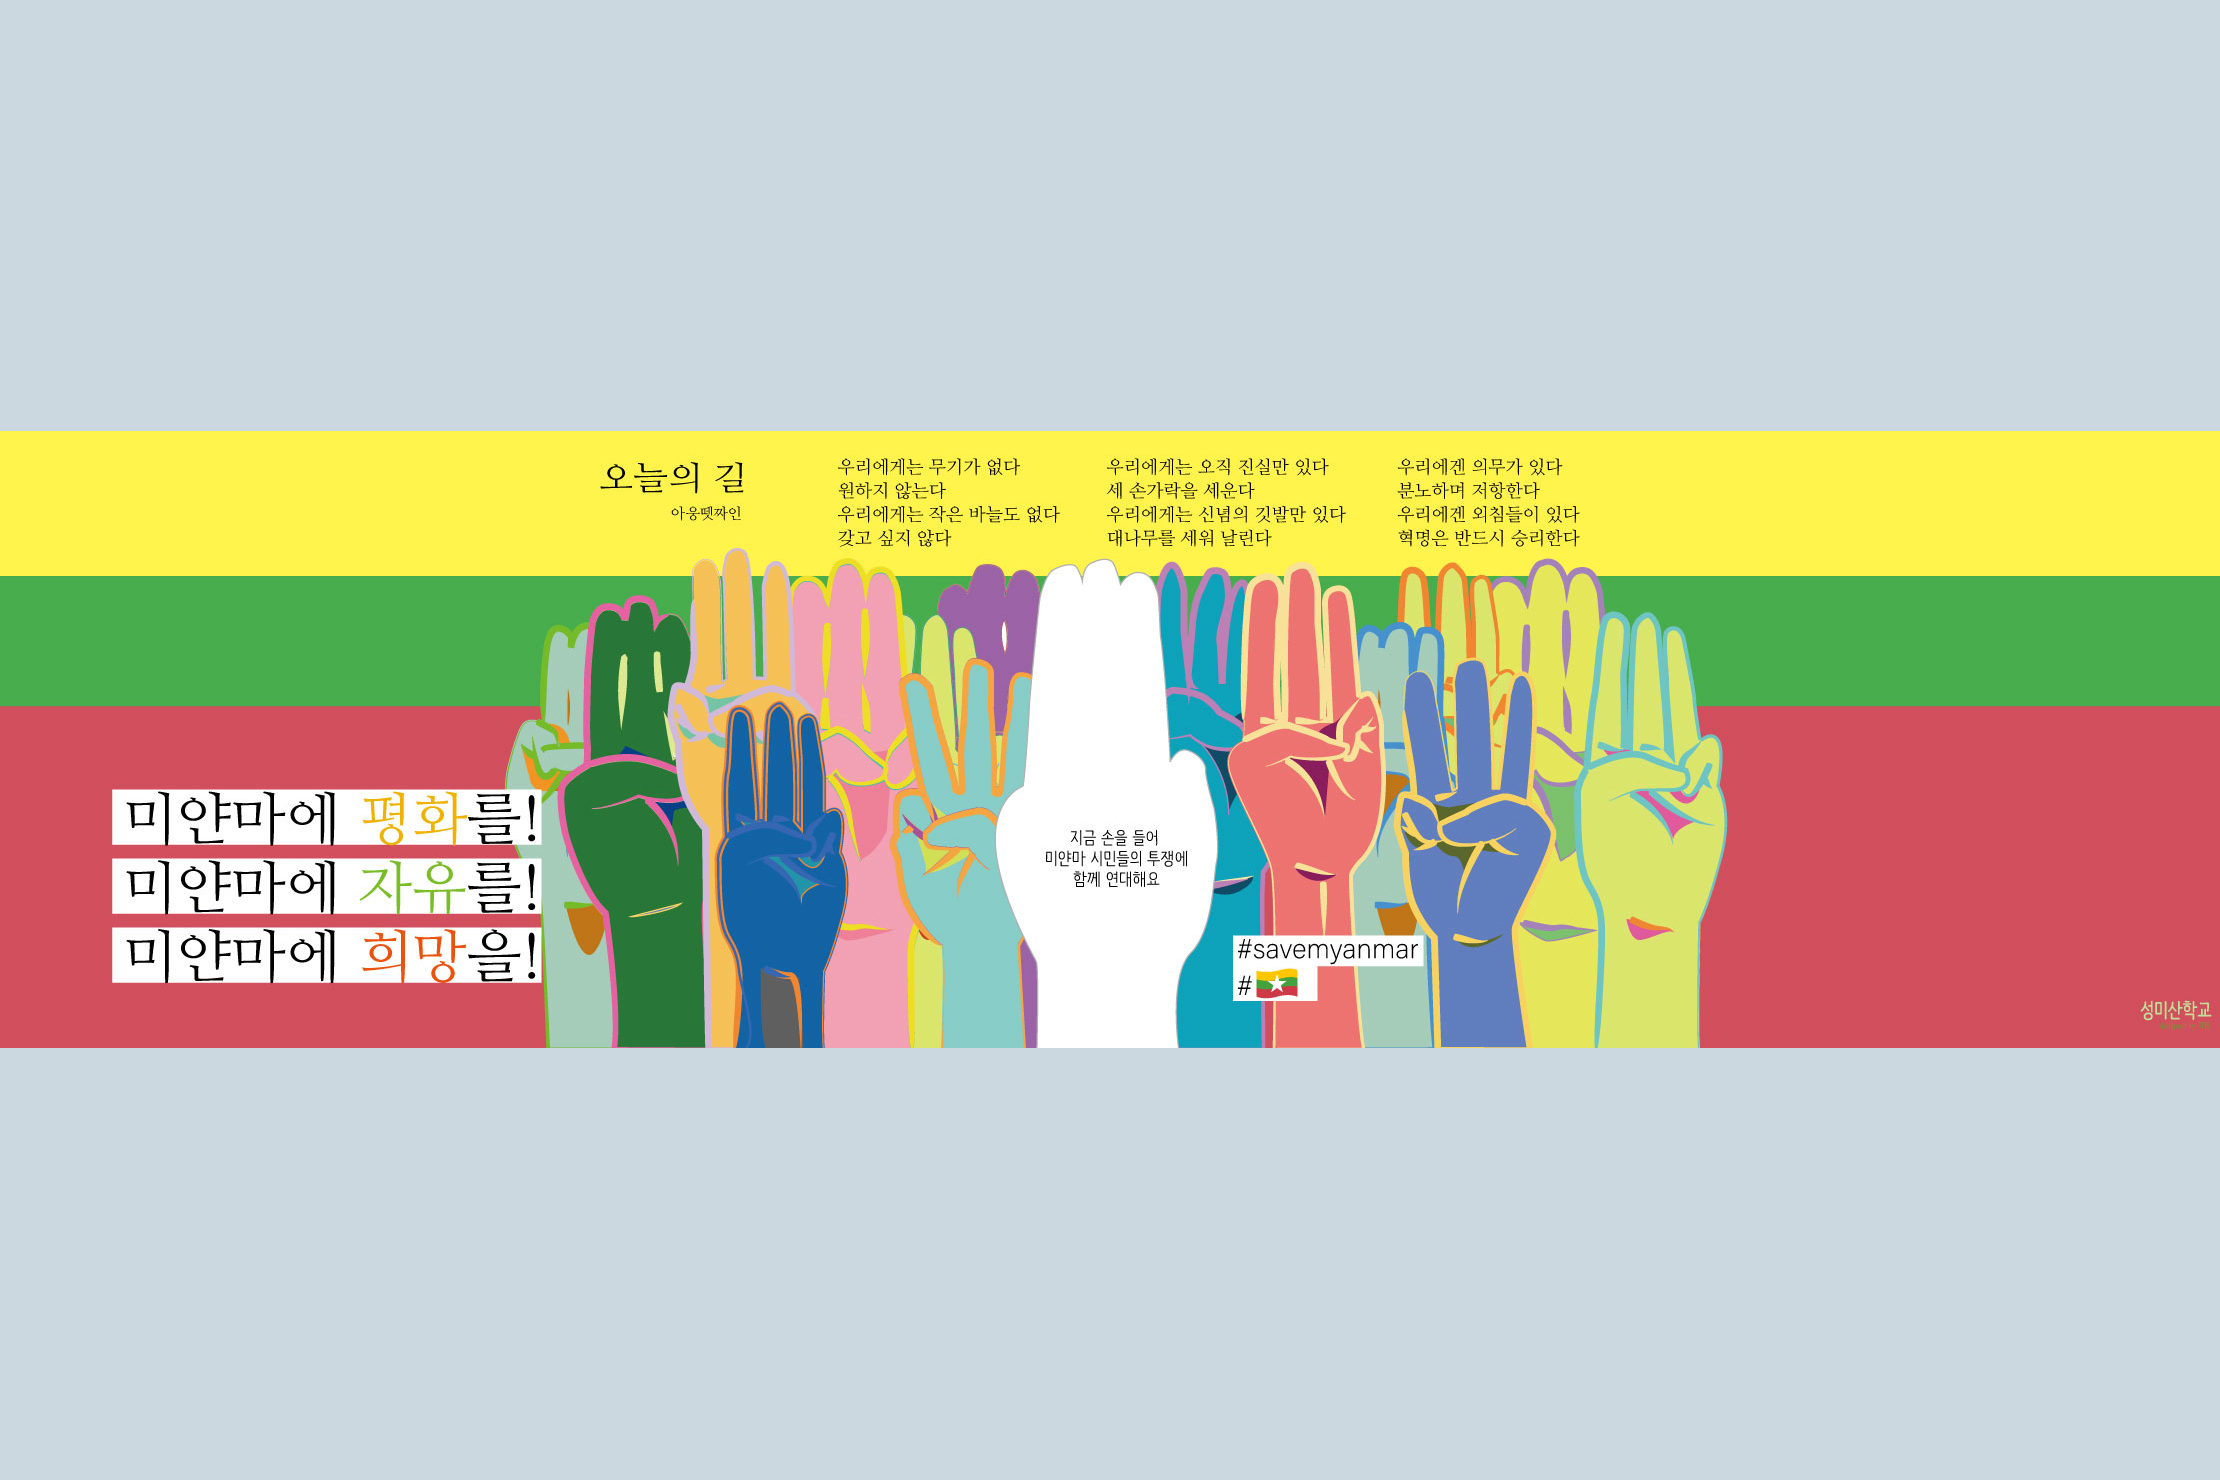 오늘의 길
아웅뗏짜인
우리에게는 무기가 없다
원하지 않는다
우리에게는 작은 바늘도 없다
갖고 싶지 않다
우리에게는 오직 진실만 있다
세 손가락을 세운다
우리에게는 신념의 깃발만 있다
대나무를 세워 날린다
우리에겐 의무가 있다
분노하며 저항한다
우리에겐 외침들이 있다
혁명은 반드시 승리한다
미얀마에 평화를!
미얀마에 자유를!
미얀마에 희망을!
지금 손을 들어
미얀마 시민들의 투쟁에
함께 연대해요
#savemyanmar
#
성미산학교